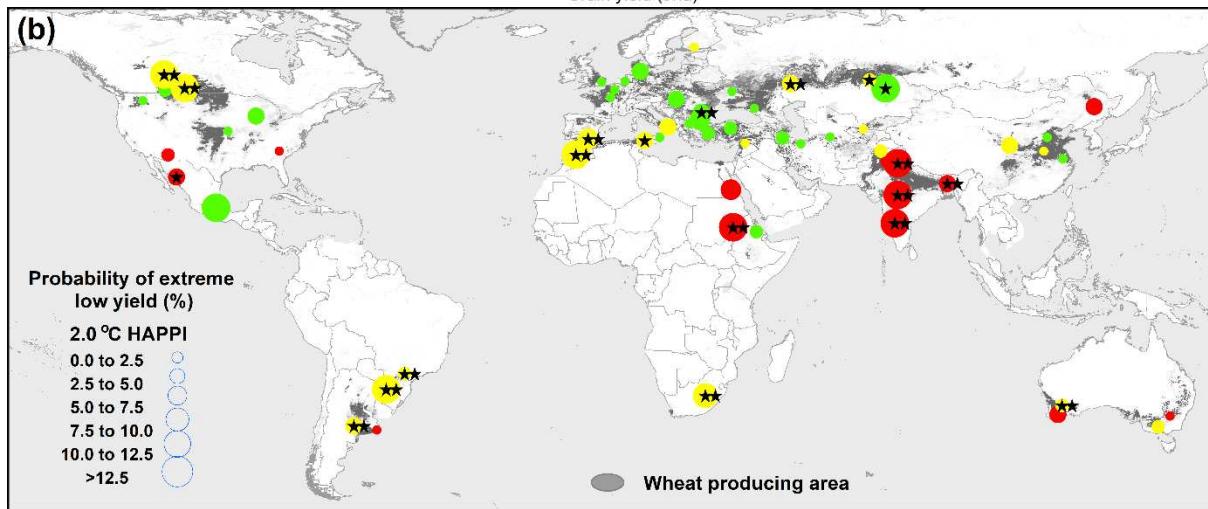 (b)
Probability of extreme
low yield (%)
2.0 °C HAPPI
0.0 to 2.5
2.5 to 5.0
5.0 to 7.5
7.5 to 10.0
10.0 to 12.5
>12.5
Wheat producing area